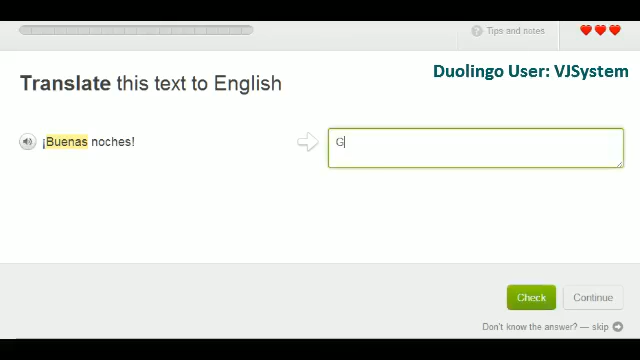 Tips and notes
Duolingo User: VJSystem
Translate this text to English
¡Buenas noches!
G
Check
Continue
Don't know the answer? — skip